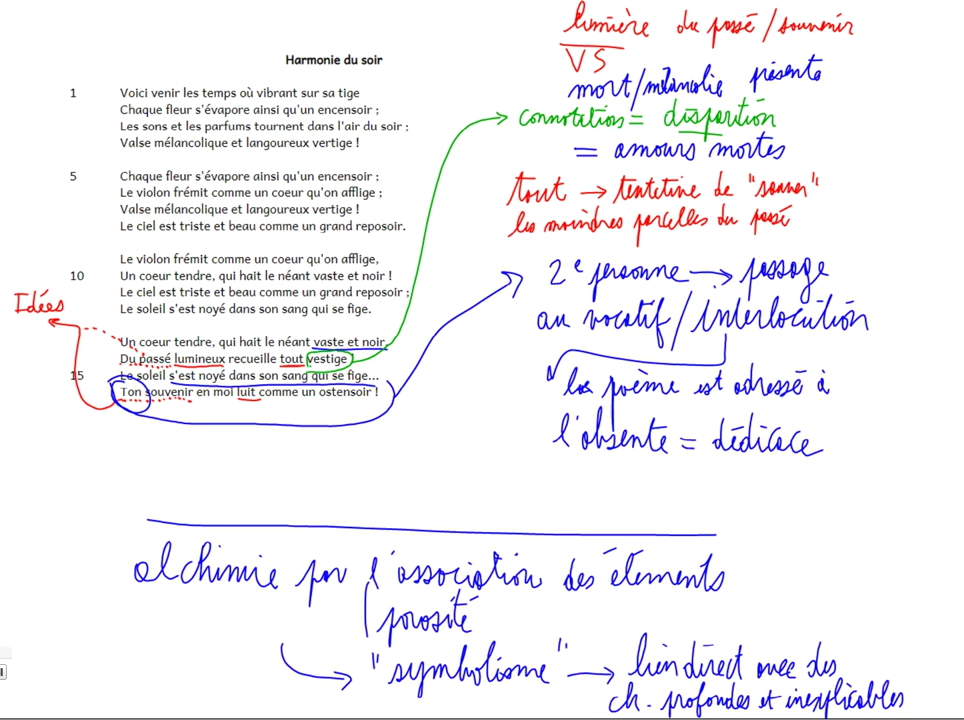 lumière du passé / souvenir
VS
mort/mélancolie présente
connotations = disparition
= amours mortes
tout → tentative de "sauver"
les moindres parcelles du passé
2e personne → passage
au vocatif / interlocution
le poème est adressé à
l'absente = dédicace
Harmonie du soir
1 Voici venir les temps où vibrant sur sa tige
Chaque fleur s'évapore ainsi qu'un encensoir ;
Les sons et les parfums tournent dans l'air du soir ;
Valse mélancolique et langoureux vertige !
5 Chaque fleur s'évapore ainsi qu'un encensoir ;
Le violon frémit comme un coeur qu'on afflige ;
Valse mélancolique et langoureux vertige !
Le ciel est triste et beau comme un grand reposoir.
Le violon frémit comme un coeur qu'on afflige,
10 Un coeur tendre, qui hait le néant vaste et noir !
Le ciel est triste et beau comme un grand reposoir ;
Le soleil s'est noyé dans son sang qui se fige.
Idées
Un coeur tendre, qui hait le néant vaste et noir,
Du passé lumineux recueille tout vestige
15 Le soleil s'est noyé dans son sang qui se fige...
Ton souvenir en moi luit comme un ostensoir !
alchimie par l'association des éléments
porosité
"symbolisme" → lien direct avec des
ch. profondes et inexplicables